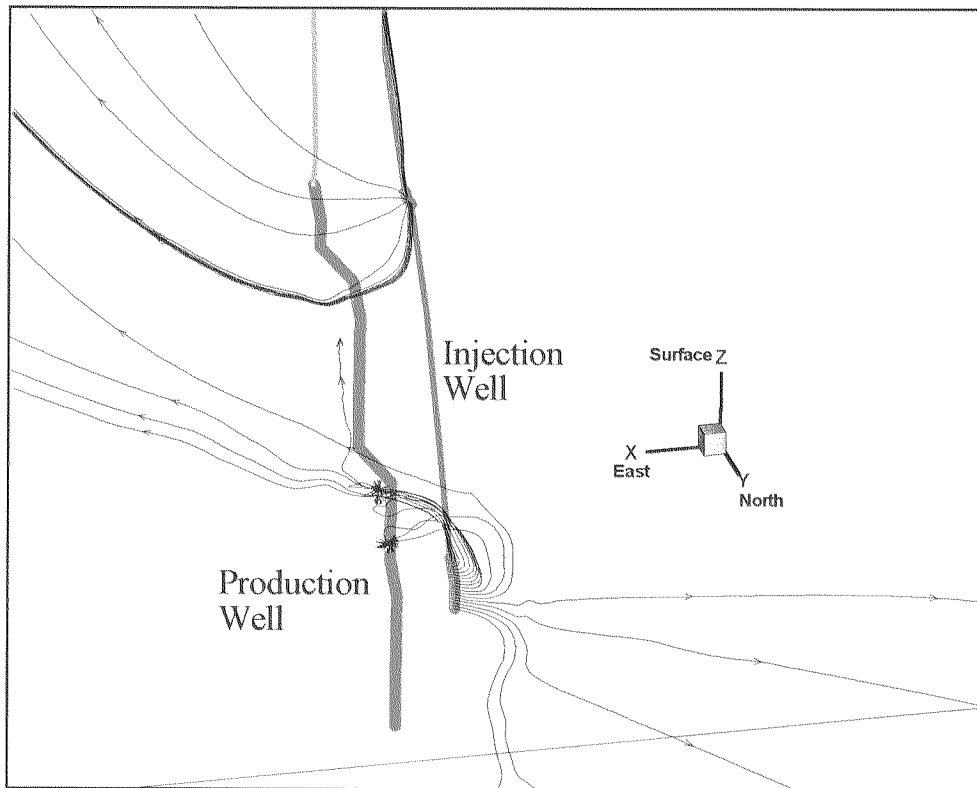 Injection
Well
Surface Z
X
East
Y
North
Production
Well